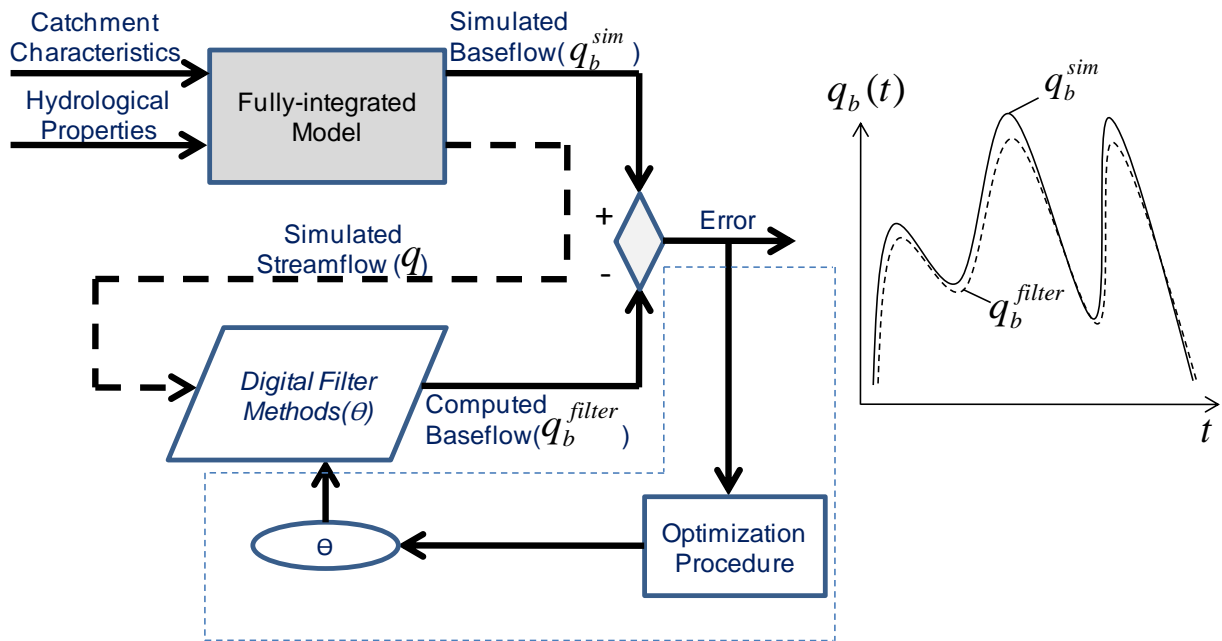 Catchment
Characteristics
Hydrological
Properties
Fully-integrated
Model
Simulated
Baseflow(q_b^{sim})
Simulated
Streamflow(q)
+
-
Error
Digital Filter
Methods(θ)
Computed
Baseflow(q_b^{filter})
Optimization
Procedure
Θ
q_b(t)
q_b^{sim}
q_b^{filter}
t